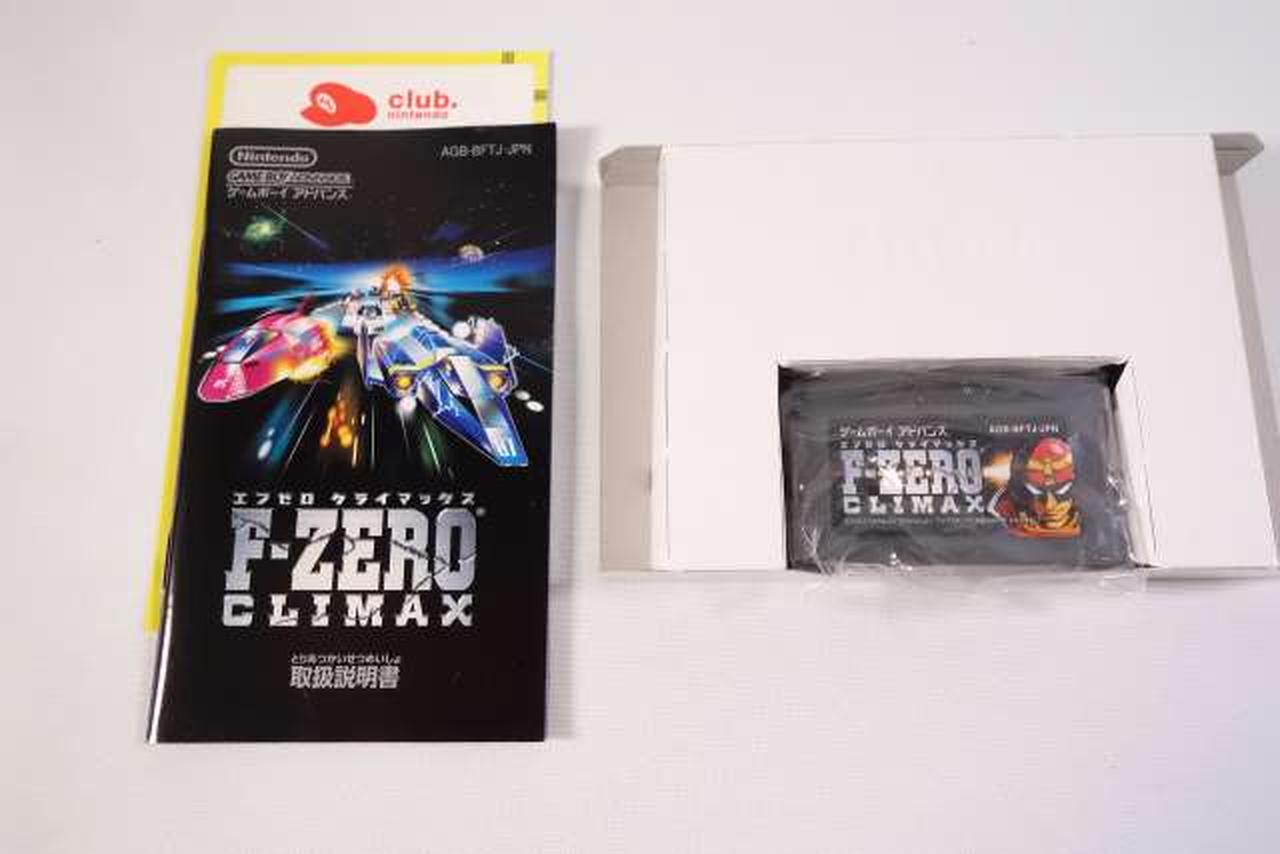 club.
nintendo
Nintendo
AGB-BFTJ-JPN
GAME BOY ADVANCE
ゲームボーイ アドバンス
エフゼロ クライマックス
F-ZERO
CLIMAX
とりあつかいせつめいしょ
取扱説明書
ゲームボーイ アドバンス
AGB-BFTJ-JPN
エフゼロ クライマックス
F-ZERO
CLIMAX